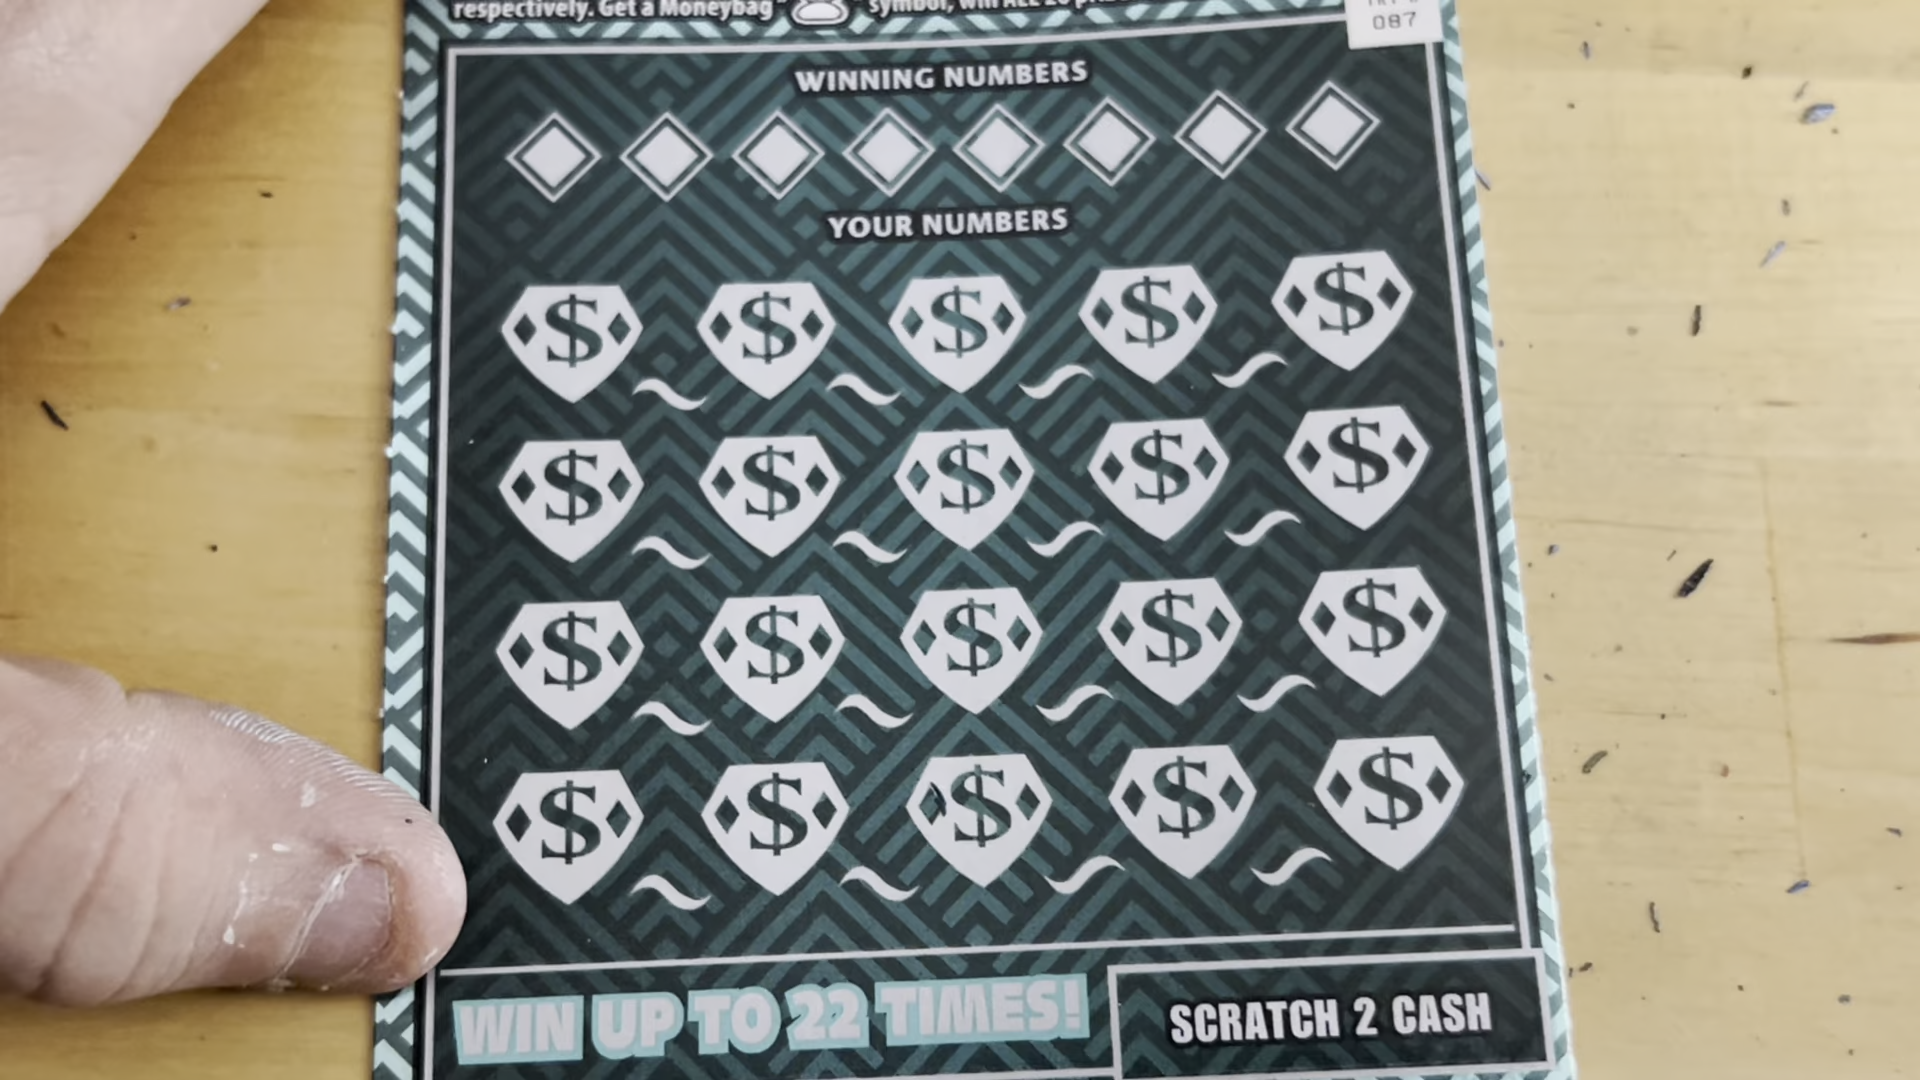 respectively. Get a Moneybag " " symbol, win ALL 20
087
WINNING NUMBERS
YOUR NUMBERS
$ $ $ $ $
$ $ $ $ $
$ $ $ $ $
$ $ $ $ $
WIN UP TO 22 TIMES!
SCRATCH 2 CASH